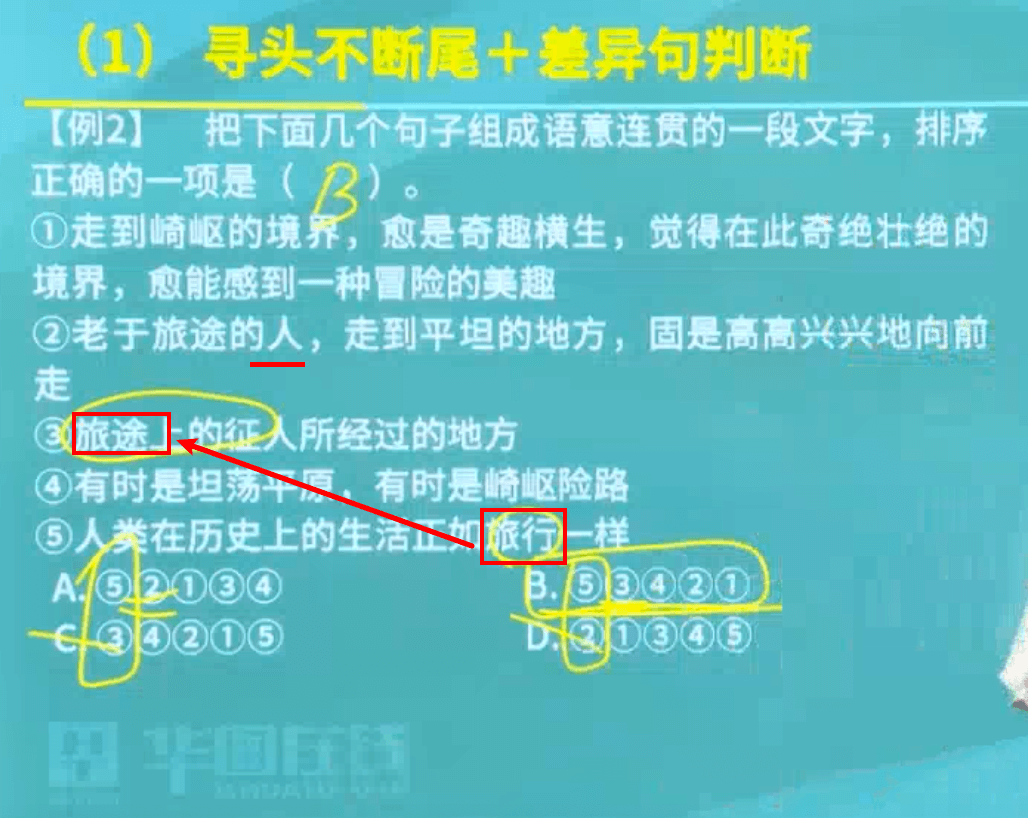 （1） 寻头不断尾＋差异句判断
【例2】 把下面几个句子组成语意连贯的一段文字，排序
正确的一项是（ B ）。
①走到崎岖的境界，愈是奇趣横生，觉得在此奇绝壮绝的
境界，愈能感到一种冒险的美趣
②老于旅途的人，走到平坦的地方，固是高高兴兴地向前
走
③旅途上的征人所经过的地方
④有时是坦荡平原，有时是崎岖险路
⑤人类在历史上的生活正如旅行一样
A. ⑤②①③④ B. ⑤③④②①
C. ③④②①⑤ D. ②①③④⑤
华图在线